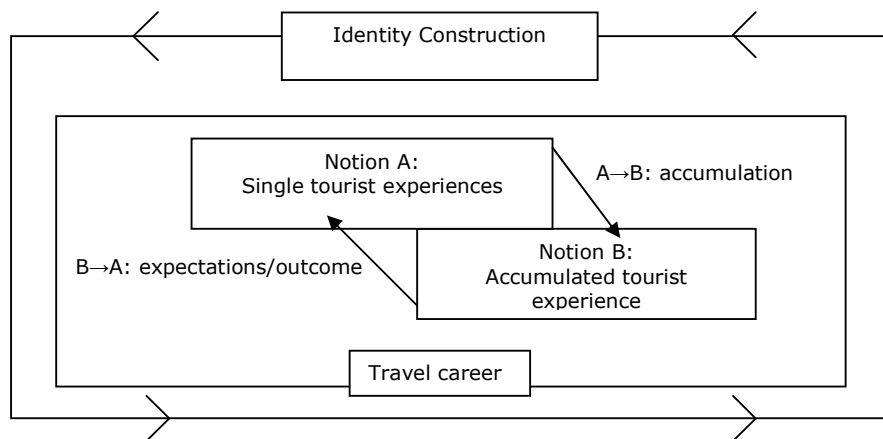 Identity Construction
Notion A:
Single tourist experiences
A→B: accumulation
Notion B:
Accumulated tourist
experience
B→A: expectations/outcome
Travel career